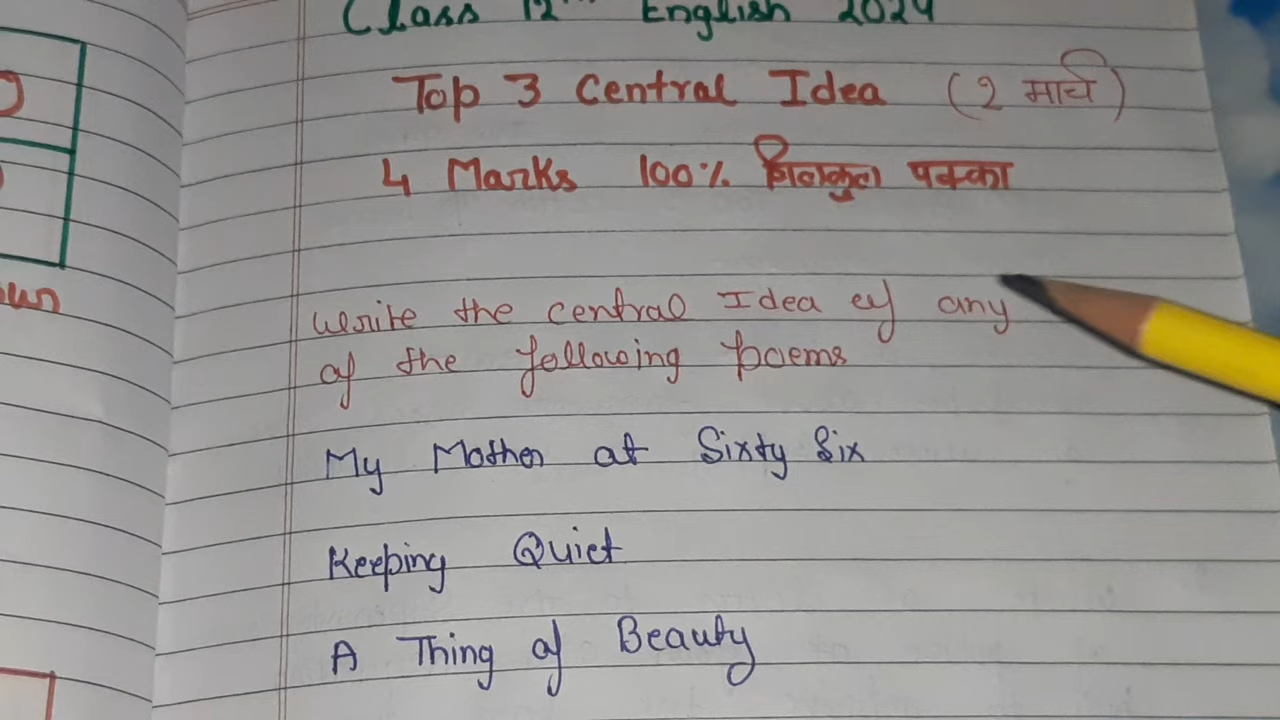 Class 12th English 2024
Top 3 Central Idea (2 मार्च)
4 Marks 100% बिलकुल पक्का
Write the central Idea of any
of the following poems
My Mother at Sixty Six
Keeping Quiet
A Thing of Beauty